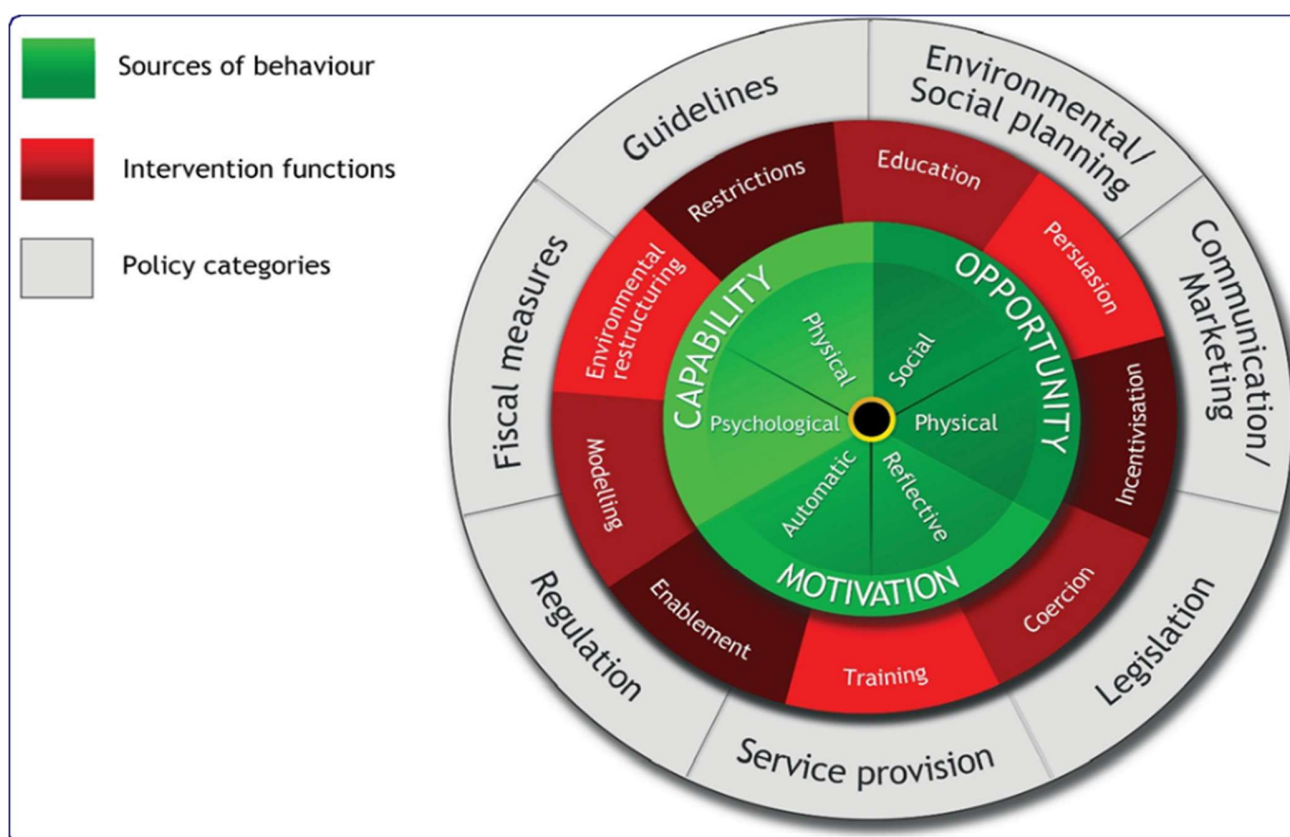 Sources of behaviour
Intervention functions
Policy categories
Guidelines
Environmental/
Social planning
Communication/
Marketing
Legislation
Service provision
Regulation
Fiscal measures
Restrictions
Education
Persuasion
Incentivisation
Coercion
Training
Enablement
Modelling
Environmental
restructuring
CAPABILITY
OPPORTUNITY
MOTIVATION
Physical
Social
Physical
Reflective
Automatic
Psychological